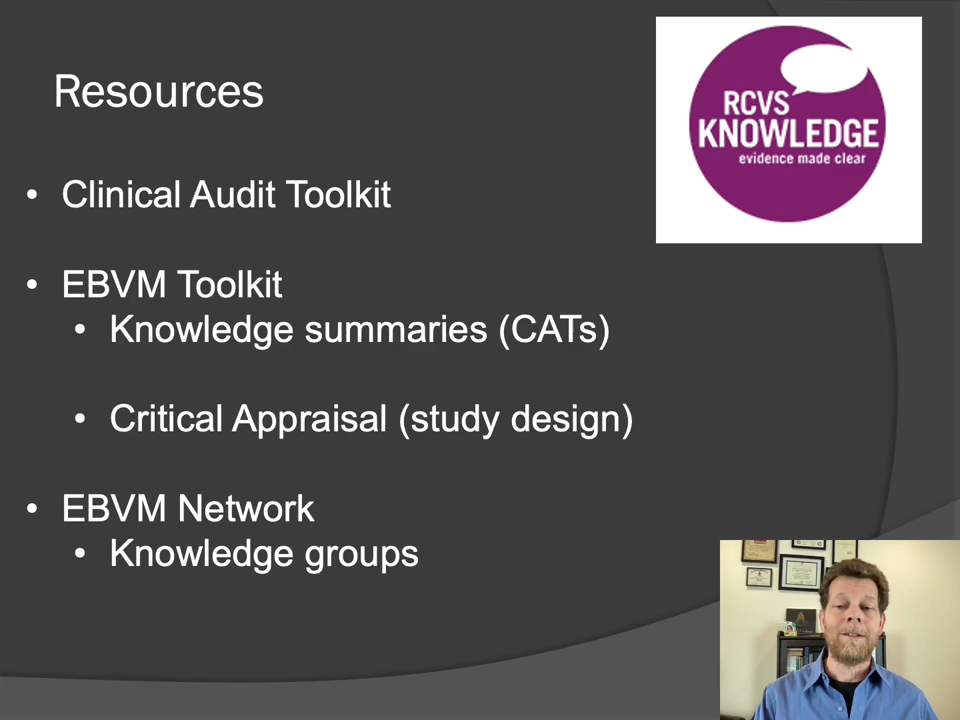 Resources
RCVS
KNOWLEDGE
evidence made clear
• Clinical Audit Toolkit
• EBVM Toolkit
• Knowledge summaries (CATs)
• Critical Appraisal (study design)
• EBVM Network
• Knowledge groups